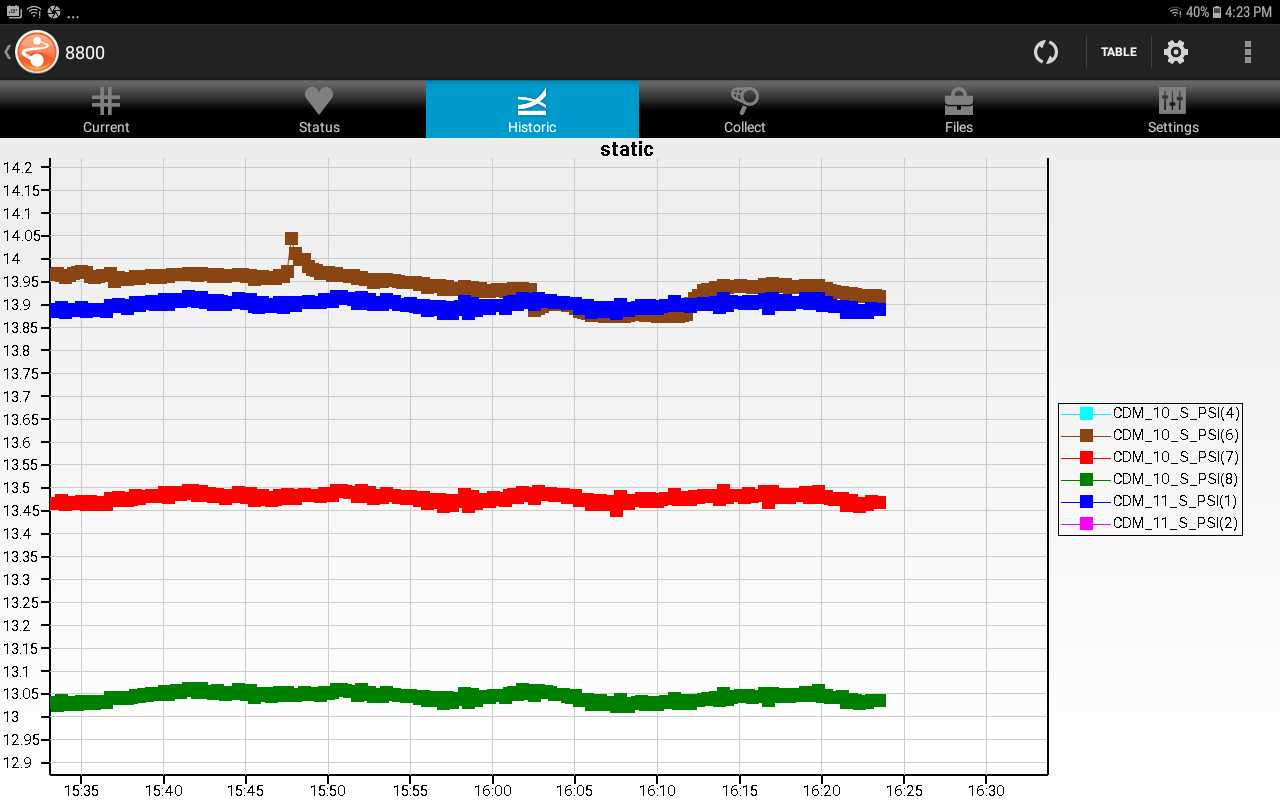 ... 40% 4:23 PM
8800 TABLE
Current Status Historic Collect Files Settings
static
14.2
14.15
14.1
14.05
14
13.95
13.9
13.85
13.8
13.75
13.7
13.65
13.6
13.55
13.5
13.45
13.4
13.35
13.3
13.25
13.2
13.15
13.1
13.05
13
12.95
12.9
15:35 15:40 15:45 15:50 15:55 16:00 16:05 16:10 16:15 16:20 16:25 16:30
CDM_10_S_PSI(4)
CDM_10_S_PSI(6)
CDM_10_S_PSI(7)
CDM_10_S_PSI(8)
CDM_11_S_PSI(1)
CDM_11_S_PSI(2)